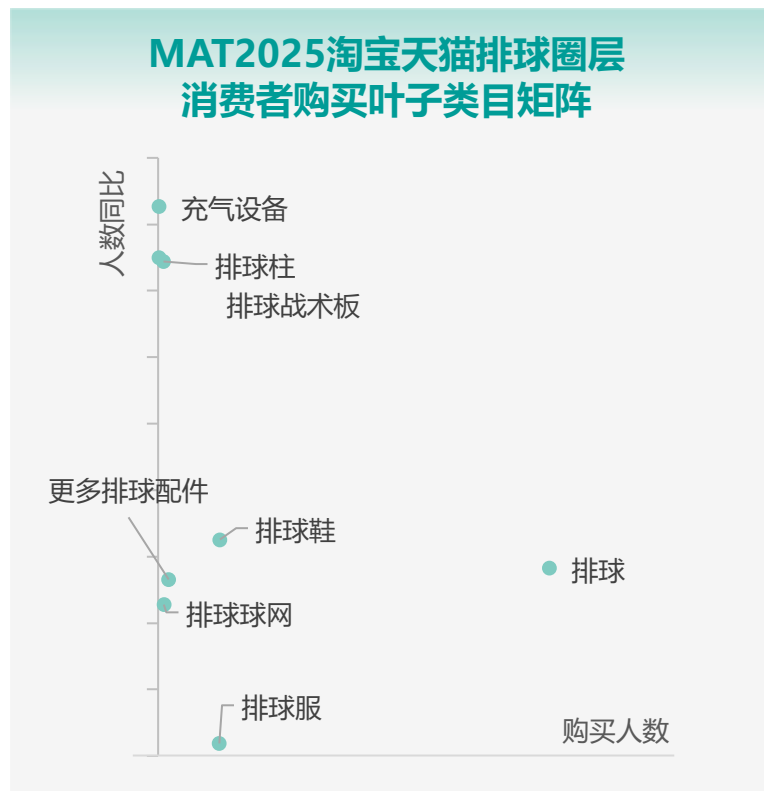 MAT2025淘宝天猫排球圈层
消费者购买叶子类目矩阵
人数同比
充气设备
排球柱
排球战术板
更多排球配件
排球鞋
排球
排球球网
排球服
购买人数